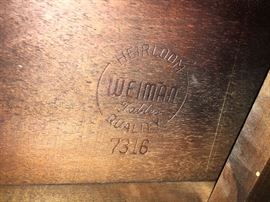 HEIRLOOM
WEIMAN
Tables
QUALITY
7316